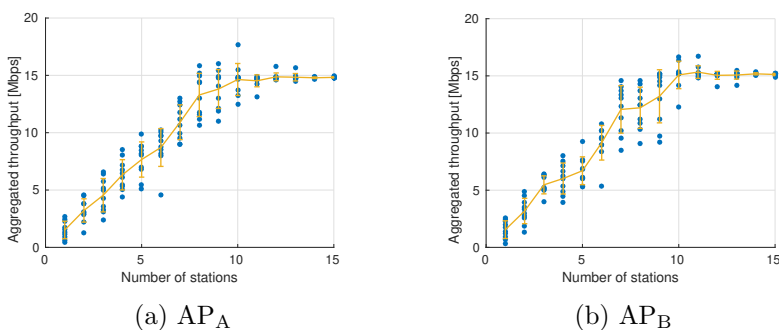 20
15
10
5
0
Aggregated throughput [Mbps]
0 5 10 15
Number of stations
(a) AP_A
20
15
10
5
0
Aggregated throughput [Mbps]
0 5 10 15
Number of stations
(b) AP_B